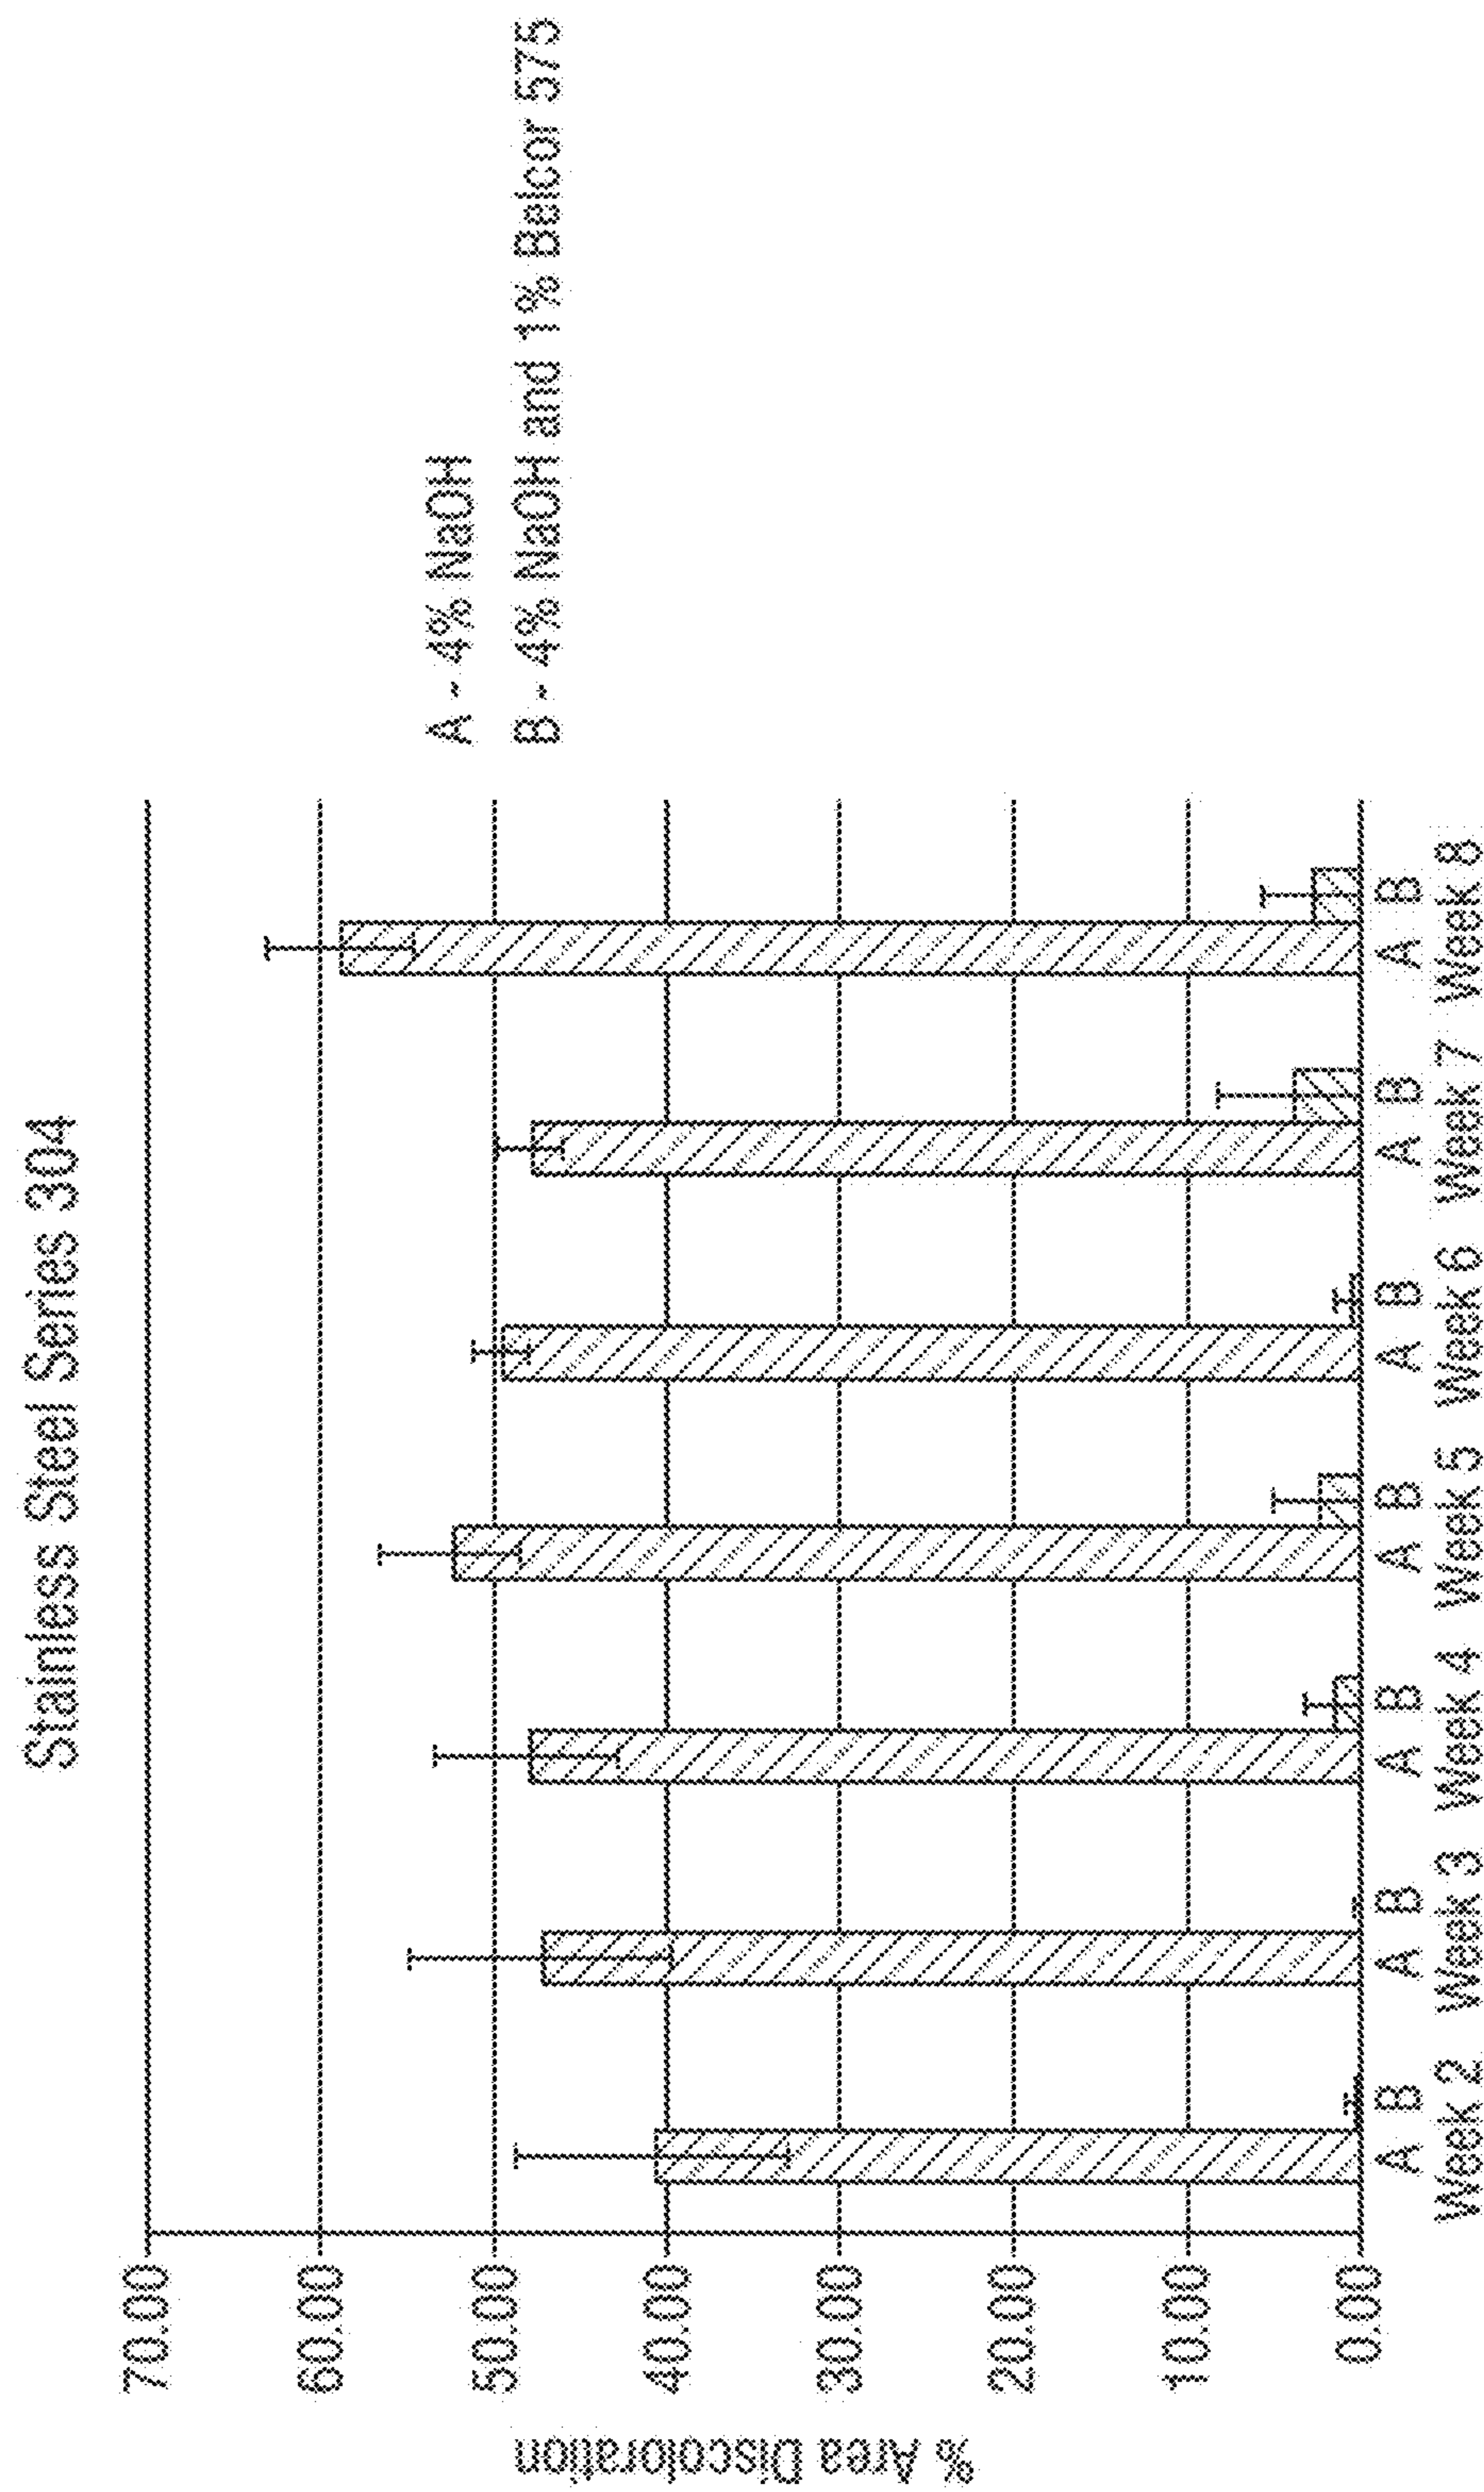 Stainless Steel Series 304
% Area Discoloration
70.00
60.00
50.00
40.00
30.00
20.00
10.00
0.00
A B A B A B A B A B A B A B
Week 2 Week 3 Week 4 Week 5 Week 6 Week 7 Week 8
A - 4% NaOH
B - 4% NaOH and 1% Belcor 575